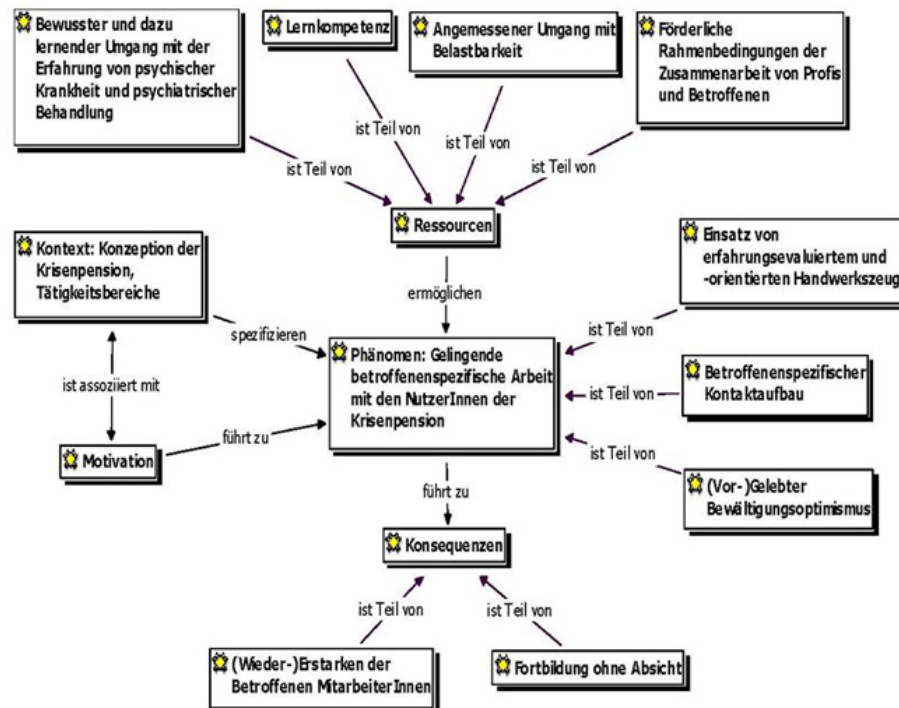 Bewusster und dazu
lernender Umgang mit der
Erfahrung von psychischer
Krankheit und psychiatrischer
Behandlung
Lernkompetenz
Angemessener Umgang mit
Belastbarkeit
Förderliche
Rahmenbedingungen der
Zusammenarbeit von Profis
und Betroffenen
ist Teil von
ist Teil von
ist Teil von
ist Teil von
Ressourcen
Kontext: Konzeption der
Krisenpension,
Tätigkeitsbereiche
Einsatz von
erfahrungsevaluiertem und
-orientierten Handwerkszeug
ermöglichen
spezifizieren
ist Teil von
Phänomen: Gelingende
betroffenenspezifische Arbeit
mit den NutzerInnen der
Krisenpension
ist assoziiert mit
ist Teil von
Betroffenenspezifischer
Kontaktaufbau
führt zu
Motivation
ist Teil von
(Vor-)Gelebter
Bewältigungsoptimismus
führt zu
Konsequenzen
ist Teil von
ist Teil von
(Wieder-)Erstarken der
Betroffenen MitarbeiterInnen
Fortbildung ohne Absicht